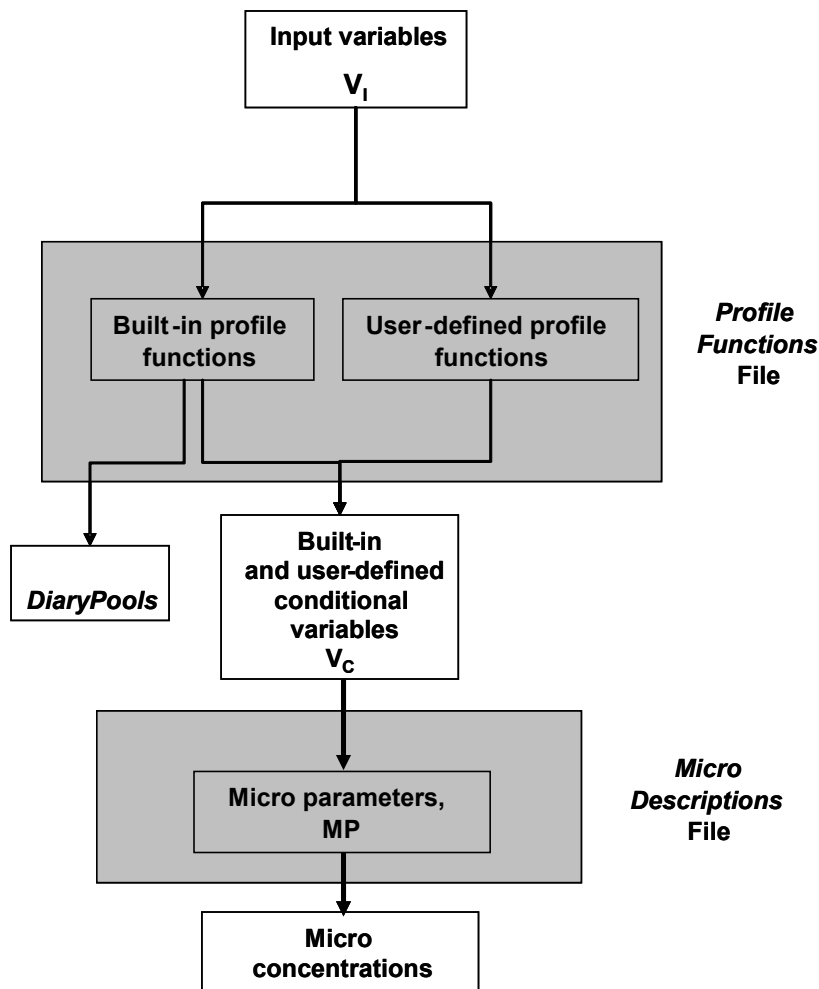 Input variables
V_I
Built-in profile
functions
User-defined profile
functions
Profile
Functions
File
DiaryPools
Built-in
and user-defined
conditional
variables
V_C
Micro parameters,
MP
Micro
Descriptions
File
Micro
concentrations